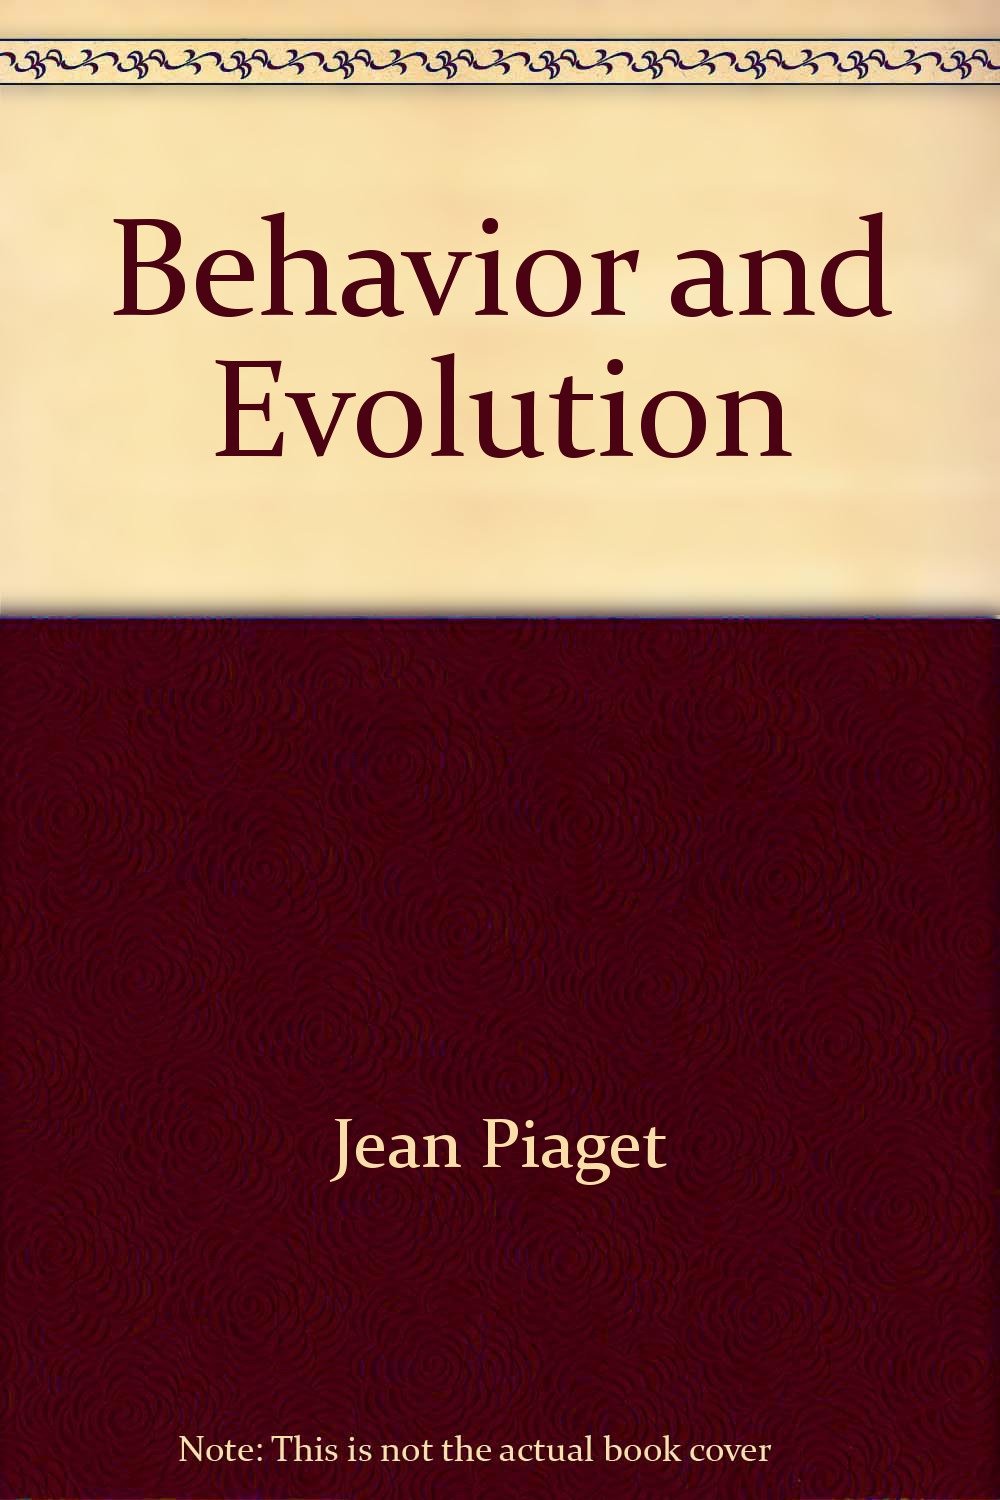 Behavior and
Evolution
Jean Piaget
Note: This is not the actual book cover